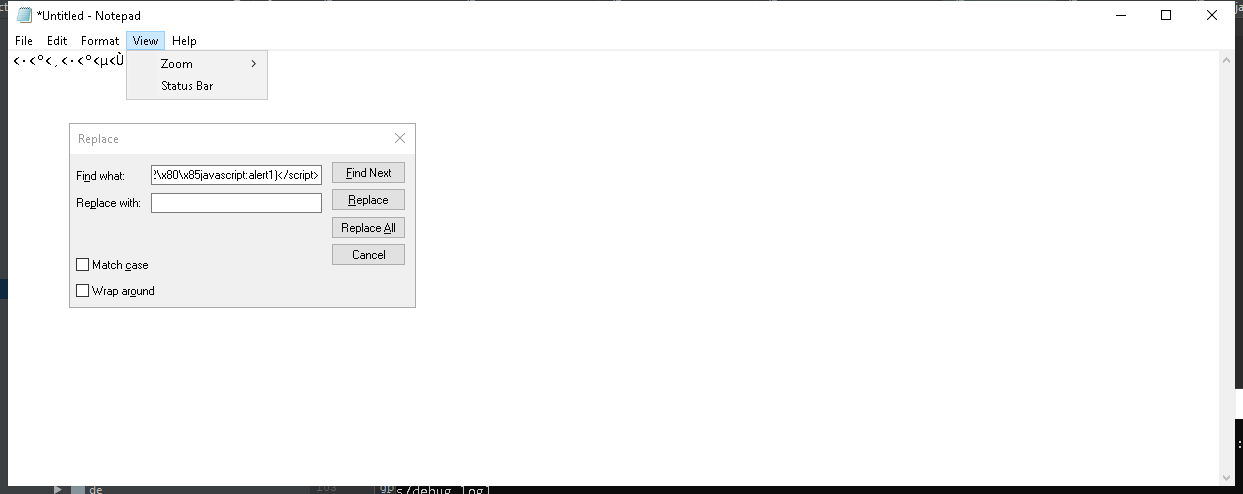 *Untitled - Notepad
File Edit Format View Help
<·<º<¸<·<º<µ<Ù
Zoom
Status Bar
Replace
Find what:
?\x80\x85javascript:alert1)</script>
Find Next
Replace with:
Replace
Replace All
Cancel
Match case
Wrap around
de
103
s/debug.log]